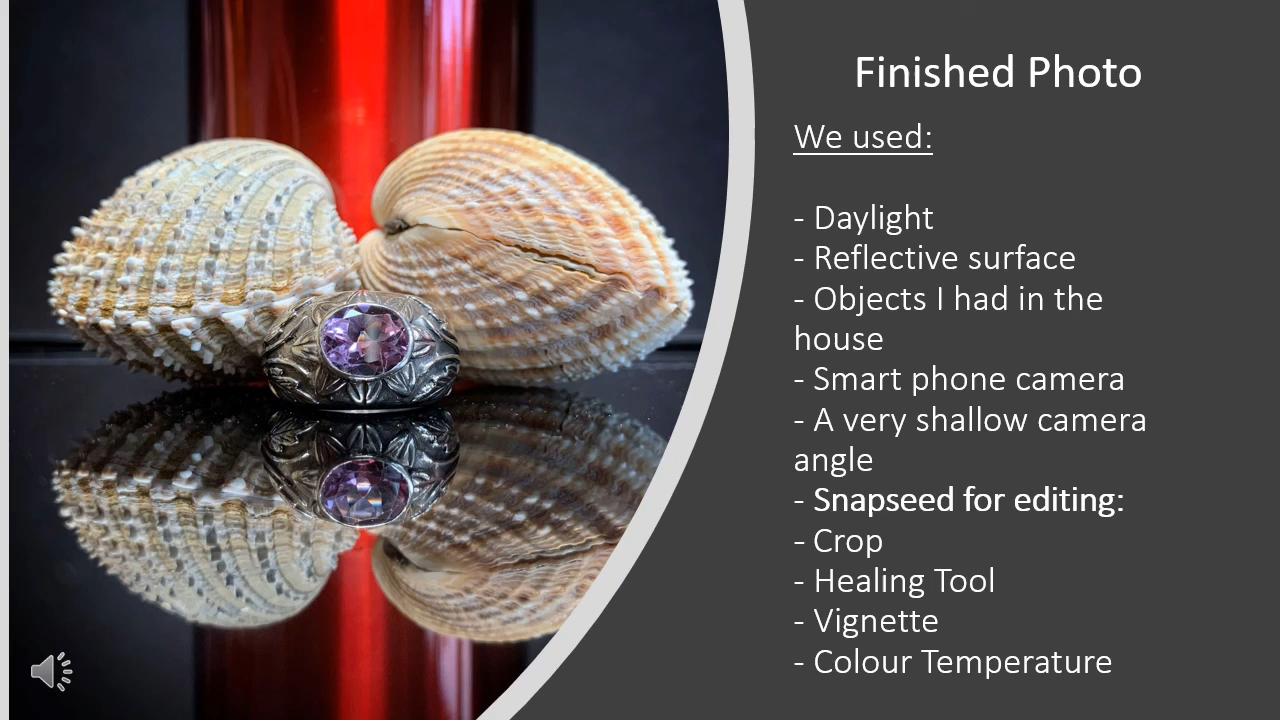 Finished Photo
We used:
- Daylight
- Reflective surface
- Objects I had in the
house
- Smart phone camera
- A very shallow camera
angle
- Snapseed for editing:
- Crop
- Healing Tool
- Vignette
- Colour Temperature